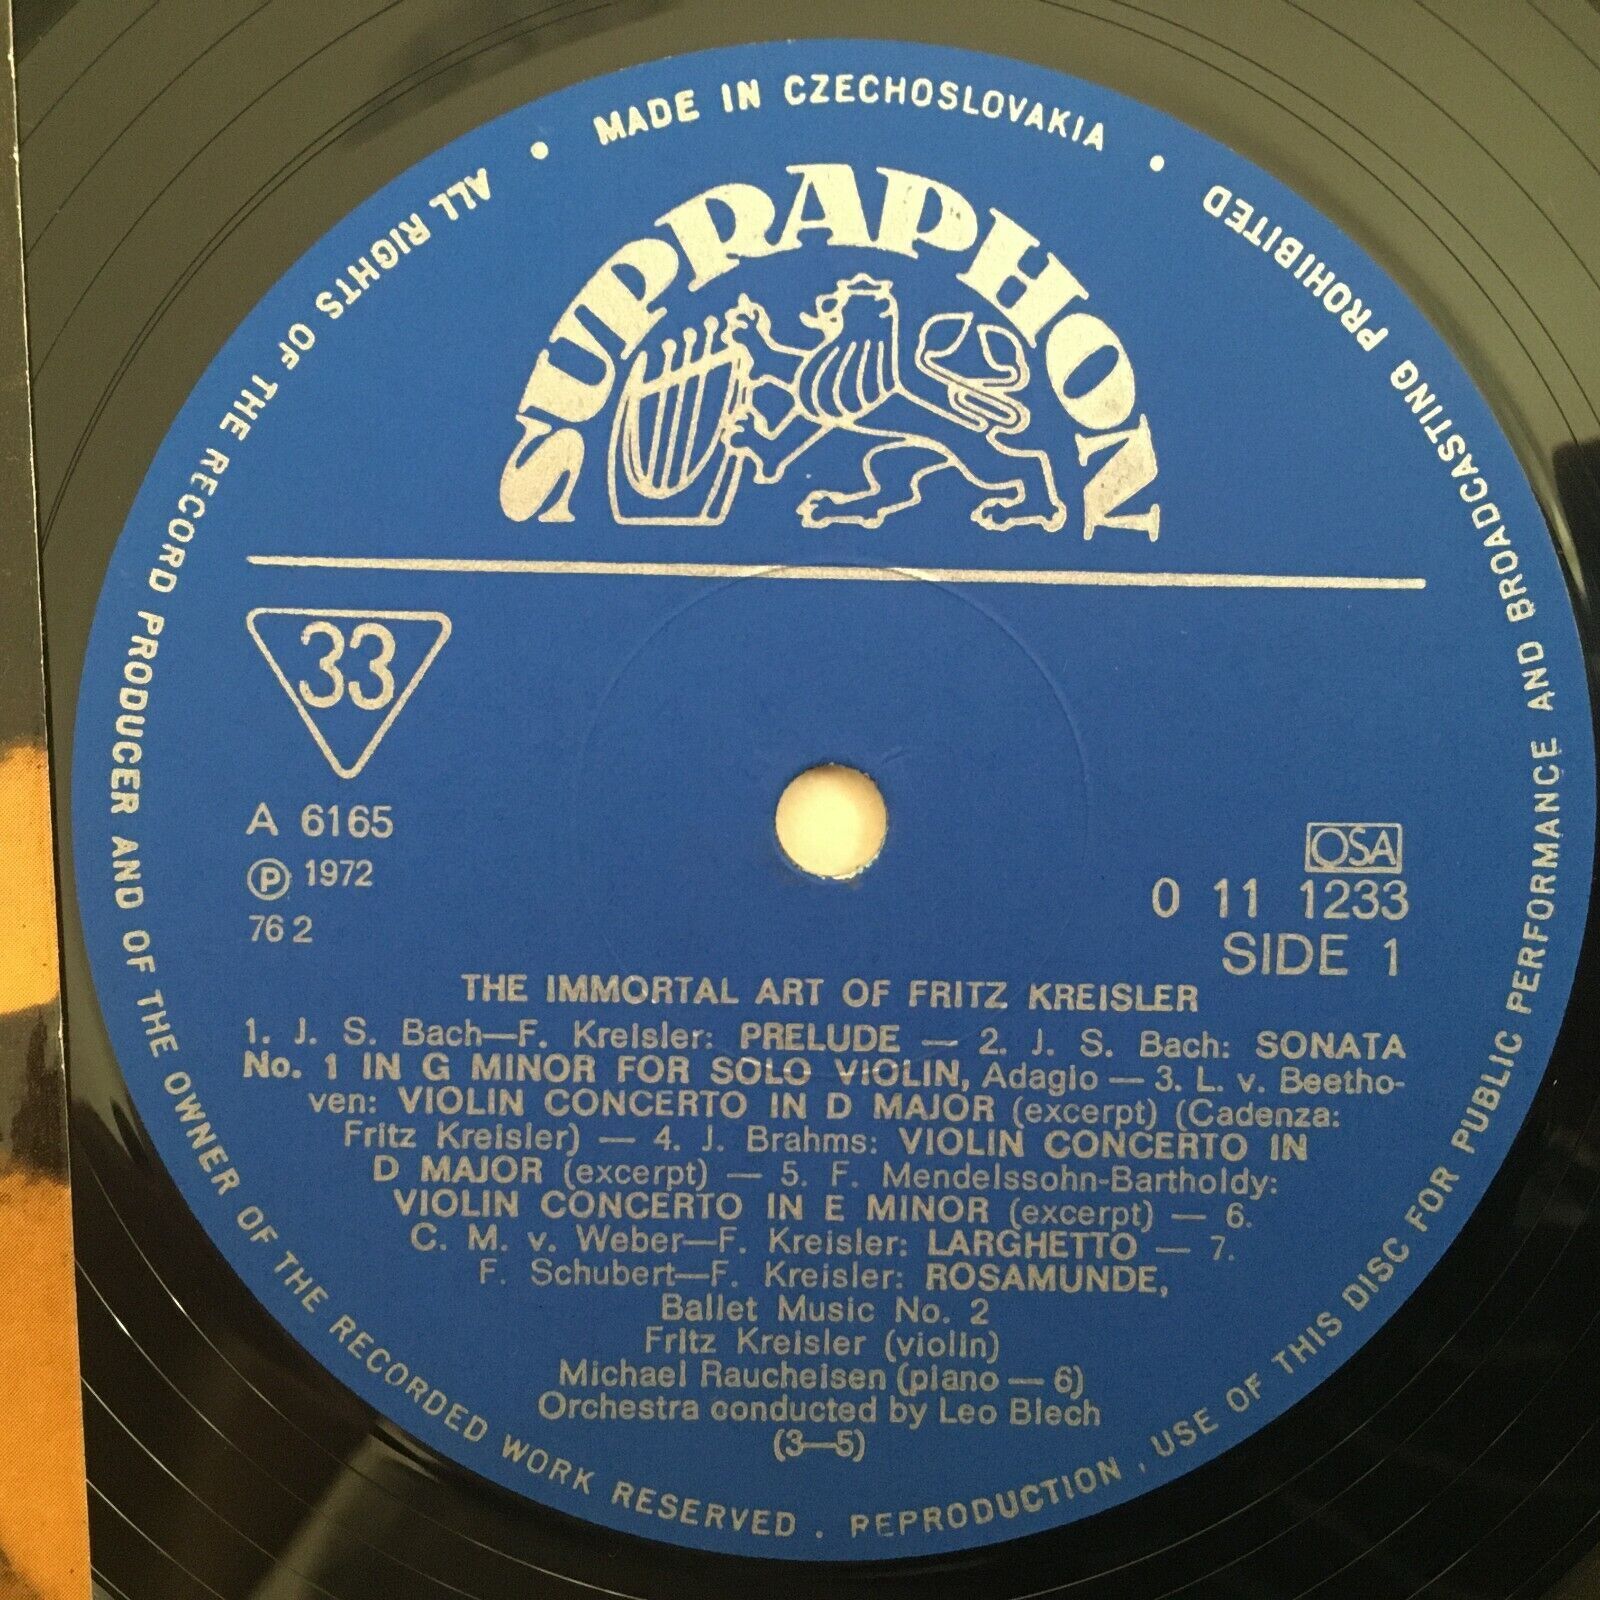 ALL RIGHTS OF THE RECORD PRODUCER AND OF THE OWNER OF THE RECORDED WORK RESERVED . REPRODUCTION , USE OF THIS DISC FOR PUBLIC PERFORMANCE AND BROADCASTING PROHIBITED • MADE IN CZECHOSLOVAKIA •
SUPRAPHON
33
A 6165
Ⓟ 1972
76 2
OSA
0 11 1233
SIDE 1
THE IMMORTAL ART OF FRITZ KREISLER
1. J. S. Bach—F. Kreisler: PRELUDE — 2. J. S. Bach: SONATA
No. 1 IN G MINOR FOR SOLO VIOLIN, Adagio — 3. L. v. Beetho-
ven: VIOLIN CONCERTO IN D MAJOR (excerpt) (Cadenza:
Fritz Kreisler) — 4. J. Brahms: VIOLIN CONCERTO IN
D MAJOR (excerpt) — 5. F. Mendelssohn-Bartholdy:
VIOLIN CONCERTO IN E MINOR (excerpt) — 6.
C. M. v. Weber—F. Kreisler: LARGHETTO — 7.
F. Schubert—F. Kreisler: ROSAMUNDE,
Ballet Music No. 2
Fritz Kreisler (violin)
Michael Raucheisen (piano — 6)
Orchestra conducted by Leo Blech
(3—5)